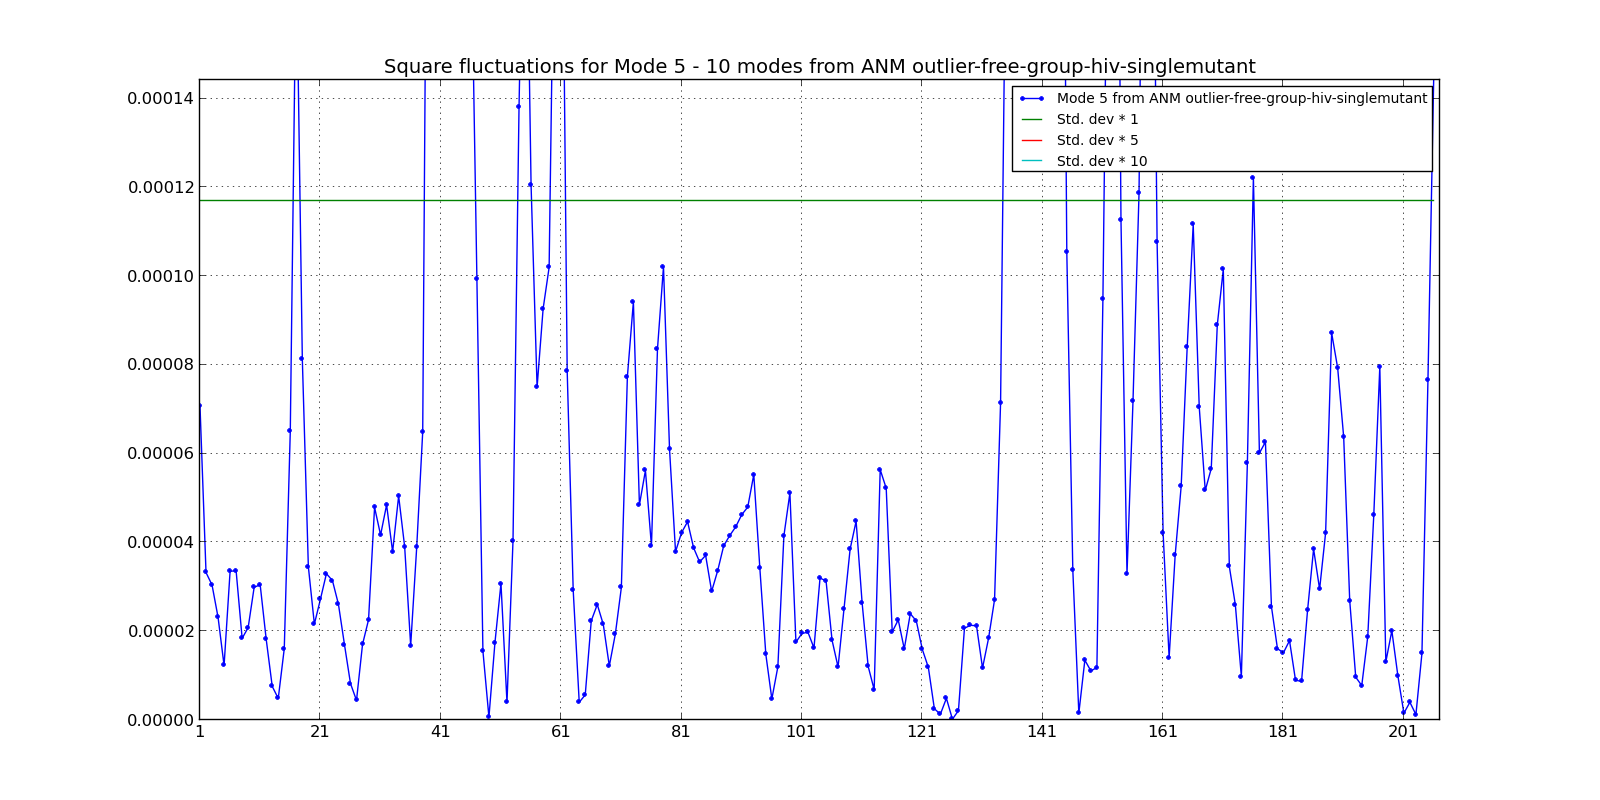 Square fluctuations for Mode 5 - 10 modes from ANM outlier-free-group-hiv-singlemutant
Mode 5 from ANM outlier-free-group-hiv-singlemutant
Std. dev * 1
Std. dev * 5
Std. dev * 10
0.00014
0.00012
0.00010
0.00008
0.00006
0.00004
0.00002
0.00000
1 21 41 61 81 101 121 141 161 181 201